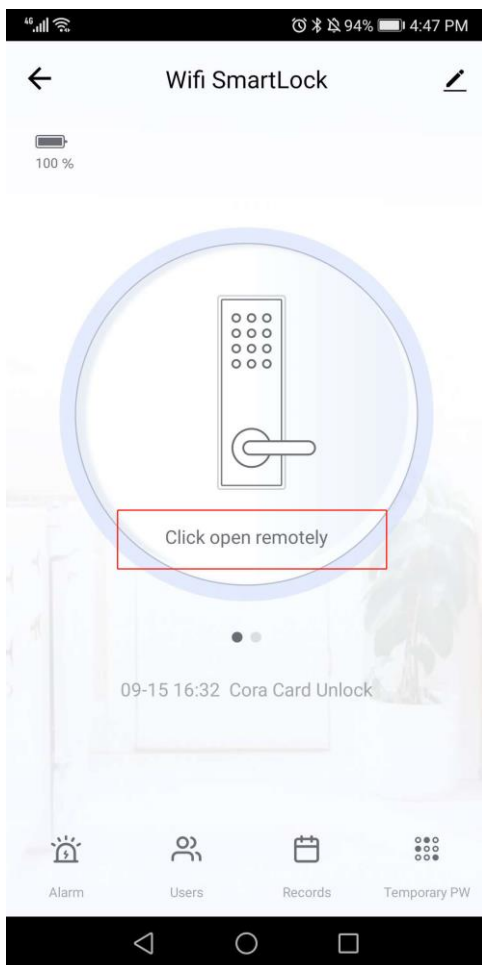 46 94% 4:47 PM
Wifi SmartLock
100 %
Click open remotely
09-15 16:32 Cora Card Unlock
Alarm Users Records Temporary PW